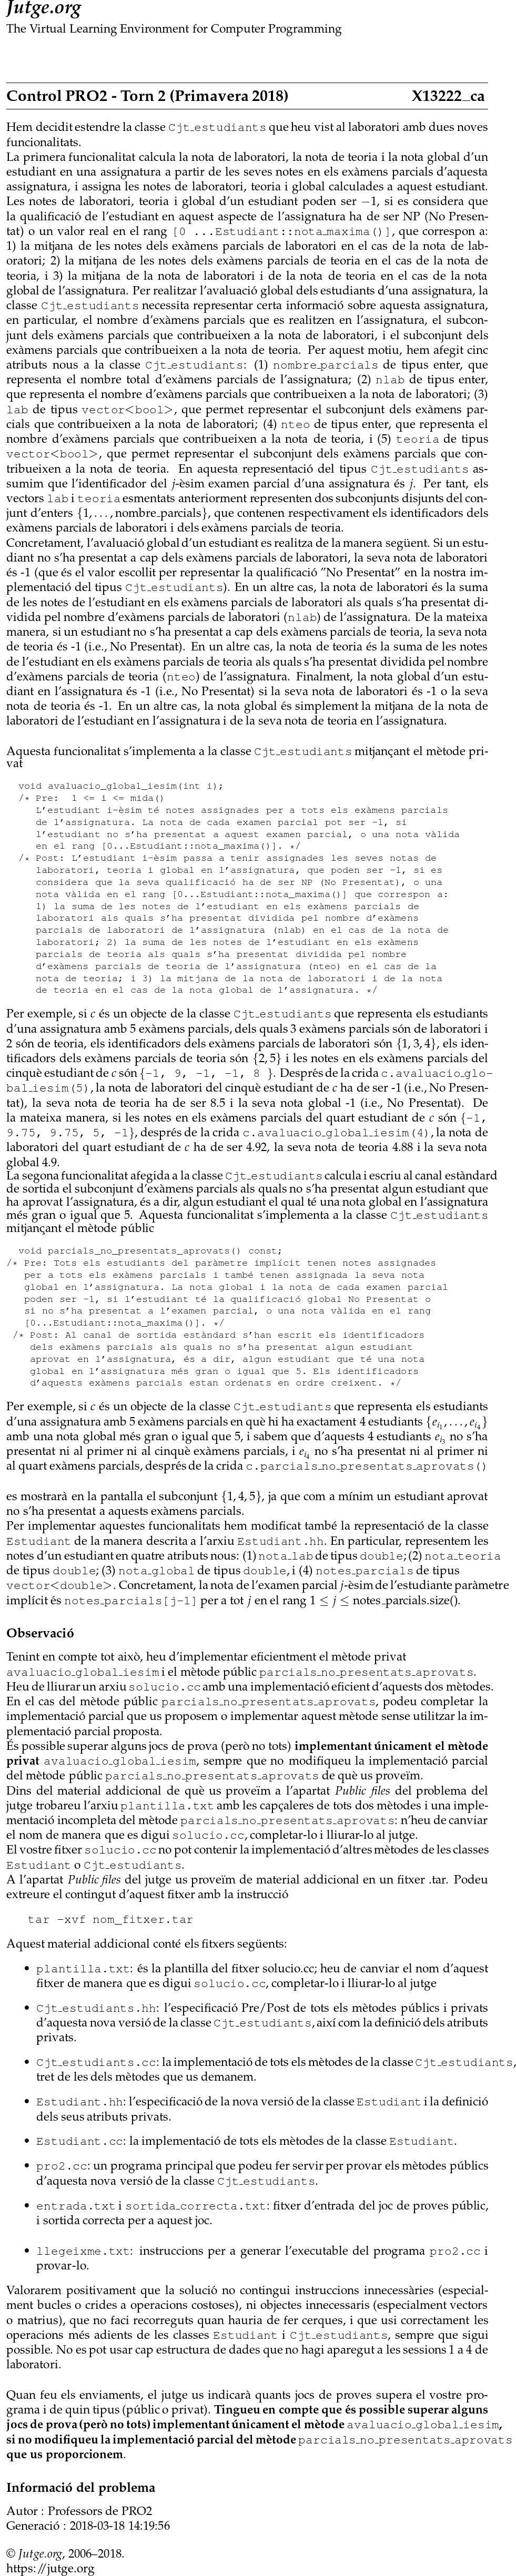 Jutge.org
The Virtual Learning Environment for Computer Programming
Control PRO2 - Torn 2 (Primavera 2018) X13222_ca
Hem decidit estendre la classe Cjt_estudiants que heu vist al laboratori amb dues noves
funcionalitats.
La primera funcionalitat calcula la nota de laboratori, la nota de teoria i la nota global d'un
estudiant en una assignatura a partir de les seves notes en els exàmens parcials d'aquesta
assignatura, i assigna les notes de laboratori, teoria i global calculades a aquest estudiant.
Les notes de laboratori, teoria i global d'un estudiant poden ser −1, si es considera que
la qualificació de l'estudiant en aquest aspecte de l'assignatura ha de ser NP (No Presen-
tat) o un valor real en el rang [0 ...Estudiant::nota_maxima()], que correspon a:
1) la mitjana de les notes dels exàmens parcials de laboratori en el cas de la nota de lab-
oratori; 2) la mitjana de les notes dels exàmens parcials de teoria en el cas de la nota de
teoria, i 3) la mitjana de la nota de laboratori i de la nota de teoria en el cas de la nota
global de l'assignatura. Per realitzar l'avaluació global dels estudiants d'una assignatura, la
classe Cjt_estudiants necessita representar certa informació sobre aquesta assignatura,
en particular, el nombre d'exàmens parcials que es realitzen en l'assignatura, el subcon-
junt dels exàmens parcials que contribueixen a la nota de laboratori, i el subconjunt dels
exàmens parcials que contribueixen a la nota de teoria. Per aquest motiu, hem afegit cinc
atributs nous a la classe Cjt_estudiants: (1) nombre_parcials de tipus enter, que
representa el nombre total d'exàmens parcials de l'assignatura; (2) nlab de tipus enter,
que representa el nombre d'exàmens parcials que contribueixen a la nota de laboratori; (3)
lab de tipus vector<bool>, que permet representar el subconjunt dels exàmens par-
cials que contribueixen a la nota de laboratori; (4) nteo de tipus enter, que representa el
nombre d'exàmens parcials que contribueixen a la nota de teoria, i (5) teoria de tipus
vector<bool>, que permet representar el subconjunt dels exàmens parcials que con-
tribueixen a la nota de teoria. En aquesta representació del tipus Cjt_estudiants as-
sumim que l'identificador del j-èsim examen parcial d'una assignatura és j. Per tant, els
vectors lab i teoria esmentats anteriorment representen dos subconjunts disjunts del con-
junt d'enters {1, . . . , nombre_parcials}, que contenen respectivament els identificadors dels
exàmens parcials de laboratori i dels exàmens parcials de teoria.
Concretament, l'avaluació global d'un estudiant es realitza de la manera següent. Si un estu-
diant no s'ha presentat a cap dels exàmens parcials de laboratori, la seva nota de laboratori
és -1 (que és el valor escollit per representar la qualificació "No Presentat" en la nostra im-
plementació del tipus Cjt_estudiants). En un altre cas, la nota de laboratori és la suma
de les notes de l'estudiant en els exàmens parcials de laboratori als quals s'ha presentat di-
vidida pel nombre d'exàmens parcials de laboratori (nlab) de l'assignatura. De la mateixa
manera, si un estudiant no s'ha presentat a cap dels exàmens parcials de teoria, la seva nota
de teoria és -1 (i.e., No Presentat). En un altre cas, la nota de teoria és la suma de les notes
de l'estudiant en els exàmens parcials de teoria als quals s'ha presentat dividida pel nombre
d'exàmens parcials de teoria (nteo) de l'assignatura. Finalment, la nota global d'un estu-
diant en l'assignatura és -1 (i.e., No Presentat) si la seva nota de laboratori és -1 o la seva
nota de teoria és -1. En un altre cas, la nota global és simplement la mitjana de la nota de
laboratori de l'estudiant en l'assignatura i de la seva nota de teoria en l'assignatura.
Aquesta funcionalitat s'implementa a la classe Cjt_estudiants mitjançant el mètode pri-
vat
void avaluacio_global_iesim(int i);
/* Pre: 1 <= i <= mida()
L'estudiant i-èsim té notes assignades per a tots els exàmens parcials
de l'assignatura. La nota de cada examen parcial pot ser -1, si
l'estudiant no s'ha presentat a aquest examen parcial, o una nota vàlida
en el rang [0...Estudiant::nota_maxima()]. */
/* Post: L'estudiant i-èsim passa a tenir assignades les seves notas de
laboratori, teoria i global en l'assignatura, que poden ser -1, si es
considera que la seva qualificació ha de ser NP (No Presentat), o una
nota vàlida en el rang [0...Estudiant::nota_maxima()] que correspon a:
1) la suma de les notes de l'estudiant en els exàmens parcials de
laboratori als quals s'ha presentat dividida pel nombre d'exàmens
parcials de laboratori de l'assignatura (nlab) en el cas de la nota de
laboratori; 2) la suma de les notes de l'estudiant en els exàmens
parcials de teoria als quals s'ha presentat dividida pel nombre
d'exàmens parcials de teoria de l'assignatura (nteo) en el cas de la
nota de teoria; i 3) la mitjana de la nota de laboratori i de la nota
de teoria en el cas de la nota global de l'assignatura. */
Per exemple, si c és un objecte de la classe Cjt_estudiants que representa els estudiants
d'una assignatura amb 5 exàmens parcials, dels quals 3 exàmens parcials són de laboratori i
2 són de teoria, els identificadors dels exàmens parcials de laboratori són {1, 3, 4}, els iden-
tificadors dels exàmens parcials de teoria són {2, 5} i les notes en els exàmens parcials del
cinquè estudiant de c són {-1, 9, -1, -1, 8 }. Després de la crida c.avaluacio_glo-
bal_iesim(5), la nota de laboratori del cinquè estudiant de c ha de ser -1 (i.e., No Presen-
tat), la seva nota de teoria ha de ser 8.5 i la seva nota global -1 (i.e., No Presentat). De
la mateixa manera, si les notes en els exàmens parcials del quart estudiant de c són {-1,
9.75, 9.75, 5, -1}, després de la crida c.avaluacio_global_iesim(4), la nota de
laboratori del quart estudiant de c ha de ser 4.92, la seva nota de teoria 4.88 i la seva nota
global 4.9.
La segona funcionalitat afegida a la classe Cjt_estudiants calcula i escriu al canal estàndard
de sortida el subconjunt d'exàmens parcials als quals no s'ha presentat algun estudiant que
ha aprovat l'assignatura, és a dir, algun estudiant el qual té una nota global en l'assignatura
més gran o igual que 5. Aquesta funcionalitat s'implementa a la classe Cjt_estudiants
mitjançant el mètode públic
void parcials_no_presentats_aprovats() const;
/* Pre: Tots els estudiants del paràmetre implícit tenen notes assignades
per a tots els exàmens parcials i també tenen assignada la seva nota
global en l'assignatura. La nota global i la nota de cada examen parcial
poden ser -1, si l'estudiant té la qualificació global No Presentat o
si no s'ha presentat a l'examen parcial, o una nota vàlida en el rang
[0...Estudiant::nota_maxima()]. */
/* Post: Al canal de sortida estàndard s'han escrit els identificadors
dels exàmens parcials als quals no s'ha presentat algun estudiant
aprovat en l'assignatura, és a dir, algun estudiant que té una nota
global en l'assignatura més gran o igual que 5. Els identificadors
d'aquests exàmens parcials estan ordenats en ordre creixent. */
Per exemple, si c és un objecte de la classe Cjt_estudiants que representa els estudiants
d'una assignatura amb 5 exàmens parcials en què hi ha exactament 4 estudiants {e_{i_1}, . . . , e_{i_4}}
amb una nota global més gran o igual que 5, i sabem que d'aquests 4 estudiants e_{i_3} no s'ha
presentat ni al primer ni al cinquè exàmens parcials, i e_{i_4} no s'ha presentat ni al primer ni
al quart exàmens parcials, després de la crida c.parcials_no_presentats_aprovats()
es mostrarà en la pantalla el subconjunt {1, 4, 5}, ja que com a mínim un estudiant aprovat
no s'ha presentat a aquests exàmens parcials.
Per implementar aquestes funcionalitats hem modificat també la representació de la classe
Estudiant de la manera descrita a l'arxiu Estudiant.hh. En particular, representem les
notes d'un estudiant en quatre atributs nous: (1) nota_lab de tipus double; (2) nota_teoria
de tipus double; (3) nota_global de tipus double, i (4) notes_parcials de tipus
vector<double>. Concretament, la nota de l'examen parcial j-èsim de l'estudiante paràmetre
implícit és notes_parcials[j-1] per a tot j en el rang 1 ≤ j ≤ notes_parcials.size().
Observació
Tenint en compte tot això, heu d'implementar eficientment el mètode privat
avaluacio_global_iesim i el mètode públic parcials_no_presentats_aprovats.
Heu de lliurar un arxiu solucio.cc amb una implementació eficient d'aquests dos mètodes.
En el cas del mètode públic parcials_no_presentats_aprovats, podeu completar la
implementació parcial que us proposem o implementar aquest mètode sense utilitzar la im-
plementació parcial proposta.
És possible superar alguns jocs de prova (però no tots) implementant únicament el mètode
privat avaluacio_global_iesim, sempre que no modifiqueu la implementació parcial
del mètode públic parcials_no_presentats_aprovats de què us proveïm.
Dins del material addicional de què us proveïm a l'apartat Public files del problema del
jutge trobareu l'arxiu plantilla.txt amb les capçaleres de tots dos mètodes i una imple-
mentació incompleta del mètode parcials_no_presentats_aprovats: n'heu de canviar
el nom de manera que es digui solucio.cc, completar-lo i lliurar-lo al jutge.
El vostre fitxer solucio.cc no pot contenir la implementació d'altres mètodes de les classes
Estudiant o Cjt_estudiants.
A l'apartat Public files del jutge us proveïm de material addicional en un fitxer .tar. Podeu
extreure el contingut d'aquest fitxer amb la instrucció
tar -xvf nom_fitxer.tar
Aquest material addicional conté els fitxers següents:
• plantilla.txt: és la plantilla del fitxer solucio.cc; heu de canviar el nom d'aquest
fitxer de manera que es digui solucio.cc, completar-lo i lliurar-lo al jutge
• Cjt_estudiants.hh: l'especificació Pre/Post de tots els mètodes públics i privats
d'aquesta nova versió de la classe Cjt_estudiants, així com la definició dels atributs
privats.
• Cjt_estudiants.cc: la implementació de tots els mètodes de la classe Cjt_estudiants,
tret de les dels mètodes que us demanem.
• Estudiant.hh: l'especificació de la nova versió de la classe Estudiant i la definició
dels seus atributs privats.
• Estudiant.cc: la implementació de tots els mètodes de la classe Estudiant.
• pro2.cc: un programa principal que podeu fer servir per provar els mètodes públics
d'aquesta nova versió de la classe Cjt_estudiants.
• entrada.txt i sortida_correcta.txt: fitxer d'entrada del joc de proves públic,
i sortida correcta per a aquest joc.
• llegeixme.txt: instruccions per a generar l'executable del programa pro2.cc i
provar-lo.
Valorarem positivament que la solució no contingui instruccions innecessàries (especial-
ment bucles o crides a operacions costoses), ni objectes innecessaris (especialment vectors
o matrius), que no faci recorreguts quan hauria de fer cerques, i que usi correctament les
operacions més adients de les classes Estudiant i Cjt_estudiants, sempre que sigui
possible. No es pot usar cap estructura de dades que no hagi aparegut a les sessions 1 a 4 de
laboratori.
Quan feu els enviaments, el jutge us indicarà quants jocs de prova supera el vostre pro-
grama i de quin tipus (públic o privat). Tingueu en compte que és possible superar alguns
jocs de prova (però no tots) implementant únicament el mètode avaluacio_global_iesim,
si no modifiqueu la implementació parcial del mètode parcials_no_presentats_aprovats
que us proporcionem.
Informació del problema
Autor : Professors de PRO2
Generació : 2018-03-18 14:19:56
© Jutge.org, 2006–2018.
https://jutge.org